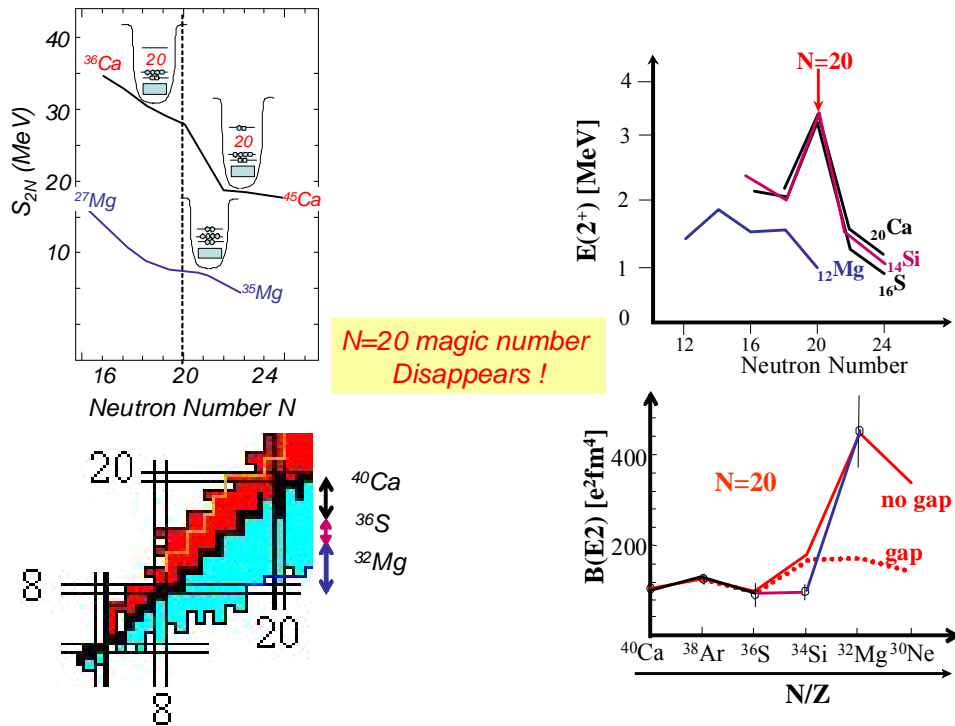 40
30
20
10
S2N (MeV)
³⁶Ca
20
20
²⁷Mg
⁴⁵Ca
³⁵Mg
16 20 24
Neutron Number N
N=20
4
3
2
1
0
E(2⁺) [MeV]
₂₀Ca
₁₄Si
₁₂Mg
₁₆S
12 16 20 24
Neutron Number
N=20 magic number
Disappears !
20
⁴⁰Ca
³⁶S
³²Mg
8
20
8
B(E2) [e²fm⁴]
400
200
N=20
no gap
gap
⁴⁰Ca ³⁸Ar ³⁶S ³⁴Si ³²Mg ³⁰Ne
N/Z